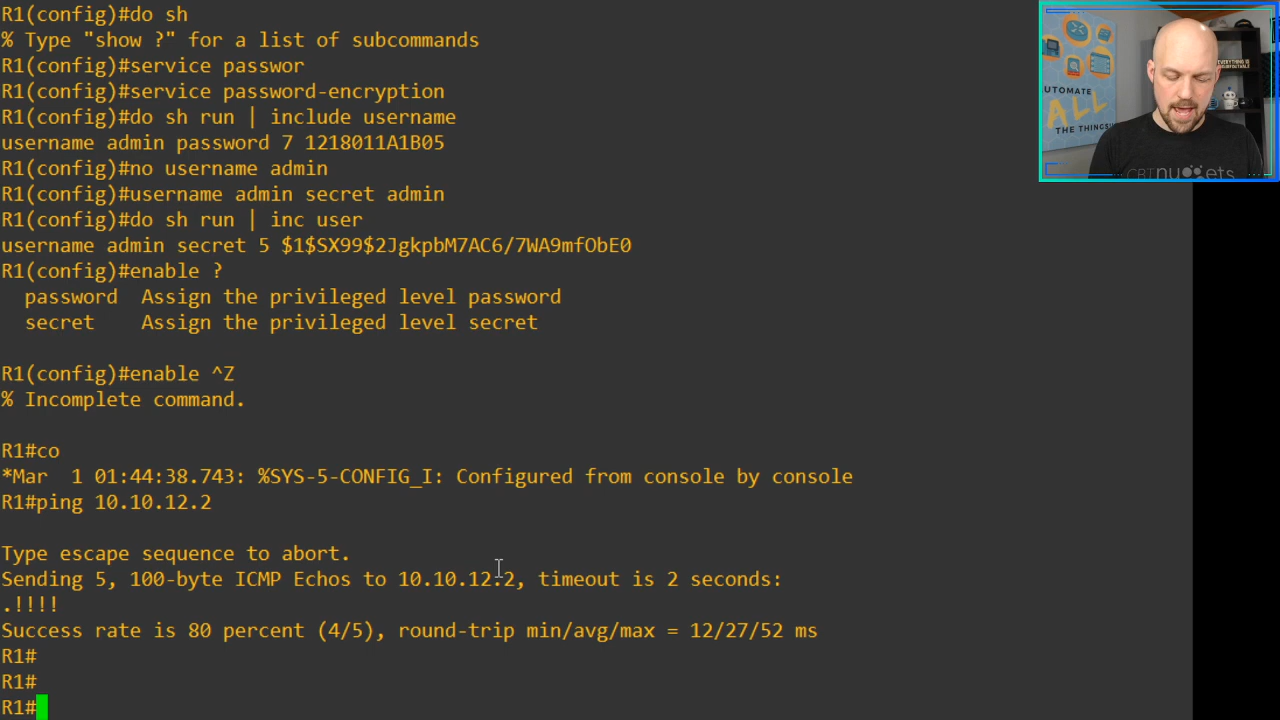 R1(config)#do sh
% Type "show ?" for a list of subcommands
R1(config)#service passwor
R1(config)#service password-encryption
R1(config)#do sh run | include username
username admin password 7 1218011A1B05
R1(config)#no username admin
R1(config)#username admin secret admin
R1(config)#do sh run | inc user
username admin secret 5 $1$SX99$2JgkpbM7AC6/7WA9mfObE0
R1(config)#enable ?
  password  Assign the privileged level password
  secret    Assign the privileged level secret
R1(config)#enable ^Z
% Incomplete command.
R1#co
*Mar  1 01:44:38.743: %SYS-5-CONFIG_I: Configured from console by console
R1#ping 10.10.12.2
Type escape sequence to abort.
Sending 5, 100-byte ICMP Echos to 10.10.12.2, timeout is 2 seconds:
.!!!!
Success rate is 80 percent (4/5), round-trip min/avg/max = 12/27/52 ms
R1#
R1#
R1#
UTOMATE
ALL
THE THINGS!
CBT nuggets